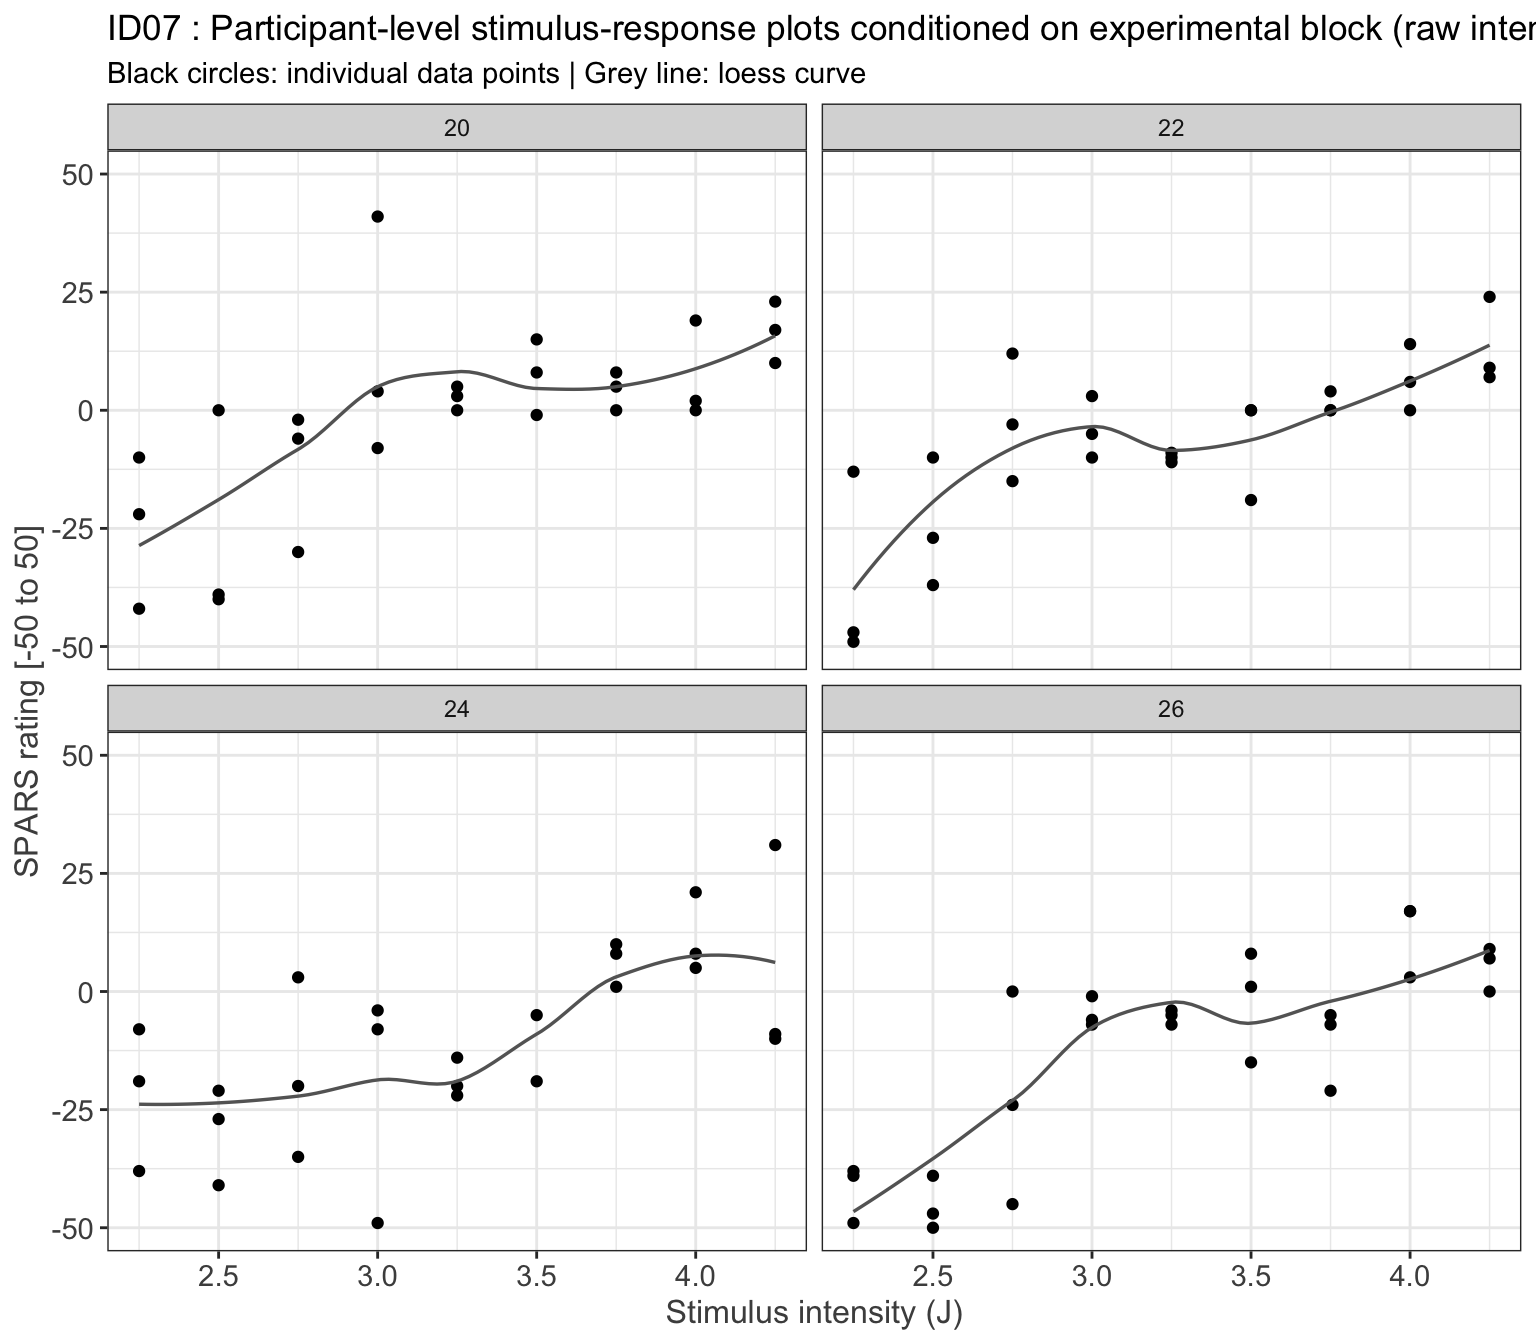 ID07 : Participant-level stimulus-response plots conditioned on experimental block (raw
Black circles: individual data points | Grey line: loess curve
20
22
50
25
0
-25
-50
24
26
50
25
0
-25
-50
SPARS rating [-50 to 50]
2.5 3.0 3.5 4.0
2.5 3.0 3.5 4.0
Stimulus intensity (J)